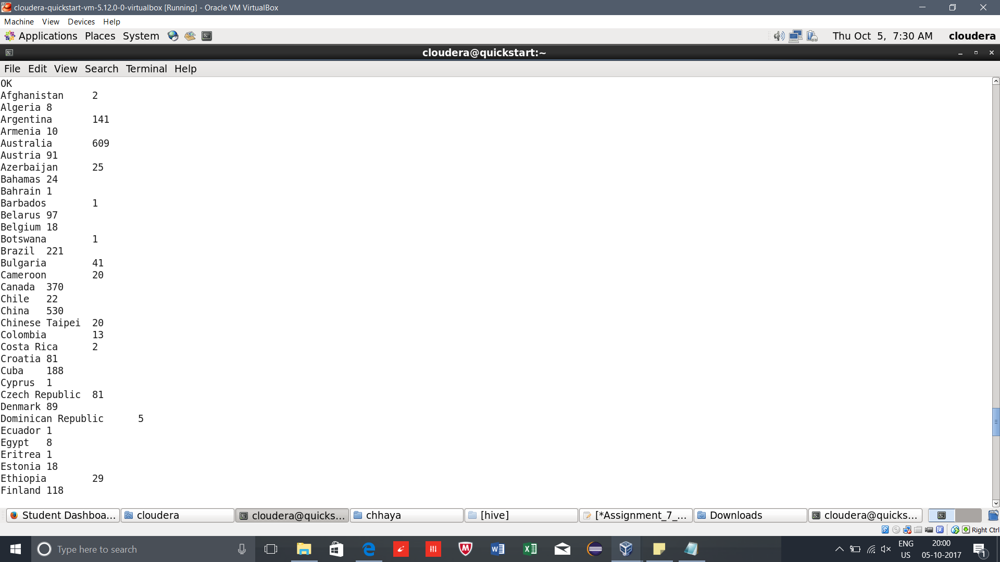 cloudera-quickstart-vm-5.12.0-0-virtualbox [Running] - Oracle VM VirtualBox
Machine View Devices Help
Applications Places System Thu Oct 5, 7:30 AM cloudera
cloudera@quickstart:~
File Edit View Search Terminal Help
OK
Afghanistan 2
Algeria 8
Argentina 141
Armenia 10
Australia 609
Austria 91
Azerbaijan 25
Bahamas 24
Bahrain 1
Barbados 1
Belarus 97
Belgium 18
Botswana 1
Brazil 221
Bulgaria 41
Cameroon 20
Canada 370
Chile 22
China 530
Chinese Taipei 20
Colombia 13
Costa Rica 2
Croatia 81
Cuba 188
Cyprus 1
Czech Republic 81
Denmark 89
Dominican Republic 5
Ecuador 1
Egypt 8
Eritrea 1
Estonia 18
Ethiopia 29
Finland 118
Student Dashboa... cloudera cloudera@quicks... chhaya [hive] [*Assignment_7_... Downloads cloudera@quicks...
Right Ctrl
Type here to search ENG 20:00
US 05-10-2017 1